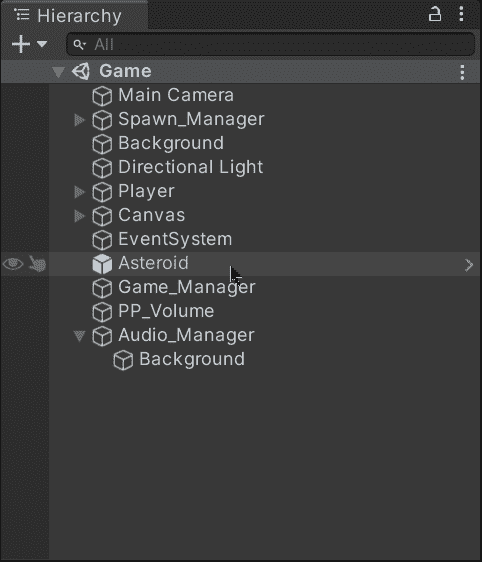 Hierarchy
All
Game
Main Camera
Spawn_Manager
Background
Directional Light
Player
Canvas
EventSystem
Asteroid
Game_Manager
PP_Volume
Audio_Manager
Background